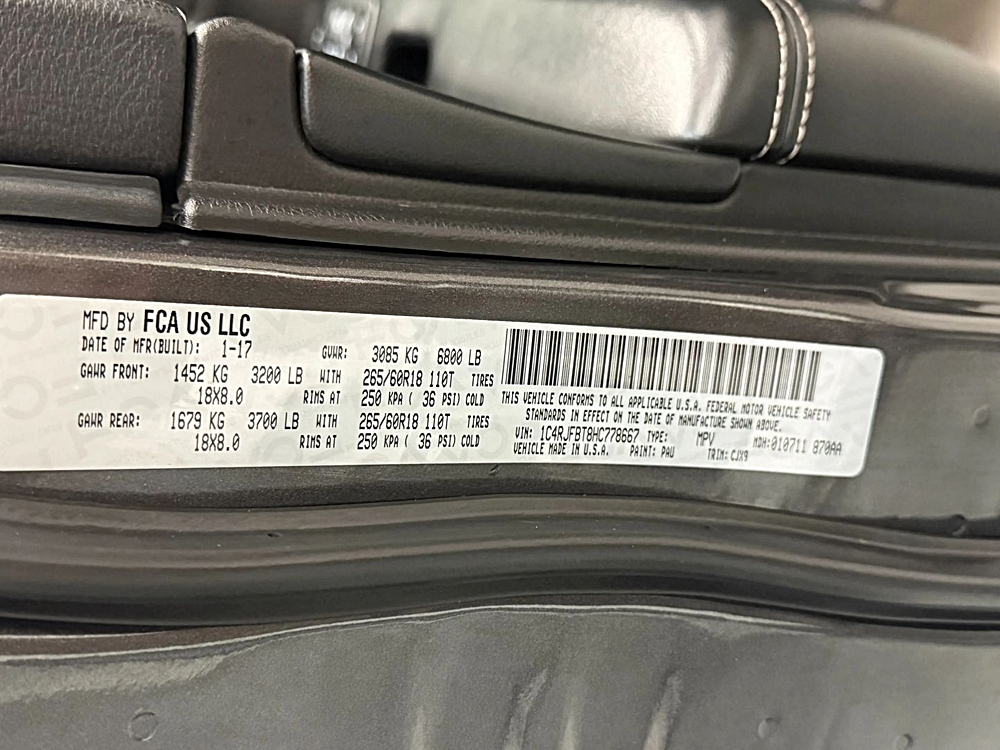 MFD BY FCA US LLC
DATE OF MFR(BUILT): 1-17 GVWR: 3085 KG 6800 LB
GAWR FRONT: 1452 KG 3200 LB WITH 265/60R18 110T TIRES
18X8.0 RIMS AT 250 KPA ( 36 PSI) COLD
GAWR REAR: 1679 KG 3700 LB WITH 265/60R18 110T TIRES
18X8.0 RIMS AT 250 KPA ( 36 PSI) COLD
THIS VEHICLE CONFORMS TO ALL APPLICABLE U.S.A. FEDERAL MOTOR VEHICLE SAFETY
STANDARDS IN EFFECT ON THE DATE OF MANUFACTURE SHOWN ABOVE.
VIN: 1C4RJFBT8HC778667 TYPE: MPV MDH:010711 870AA
VEHICLE MADE IN U.S.A. PAINT: PAU TRIM: CJX9